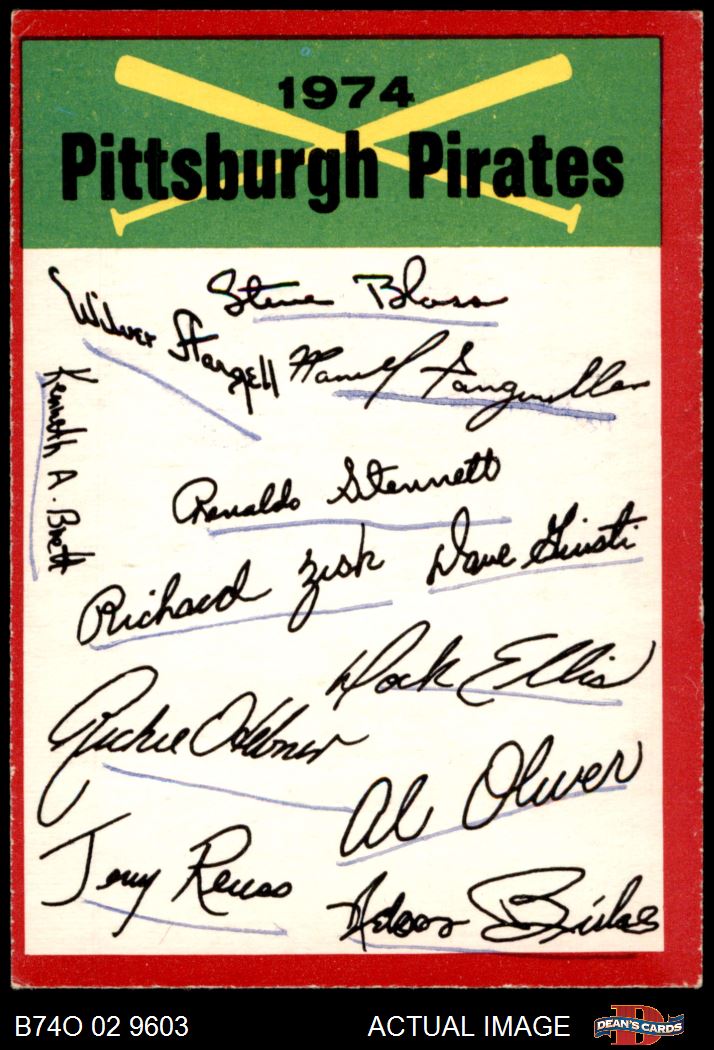 1974
Pittsburgh Pirates
Steve Blass
Wilver Stargell
Manuel Sanguillen
Kenneth A. Brett
Renaldo Stennett
Richard Zisk
Dave Giusti
Dock Ellis
Richie
Al Oliver
Jerry Reuss
B74O 02 9603
ACTUAL IMAGE
DEAN'S CARDS